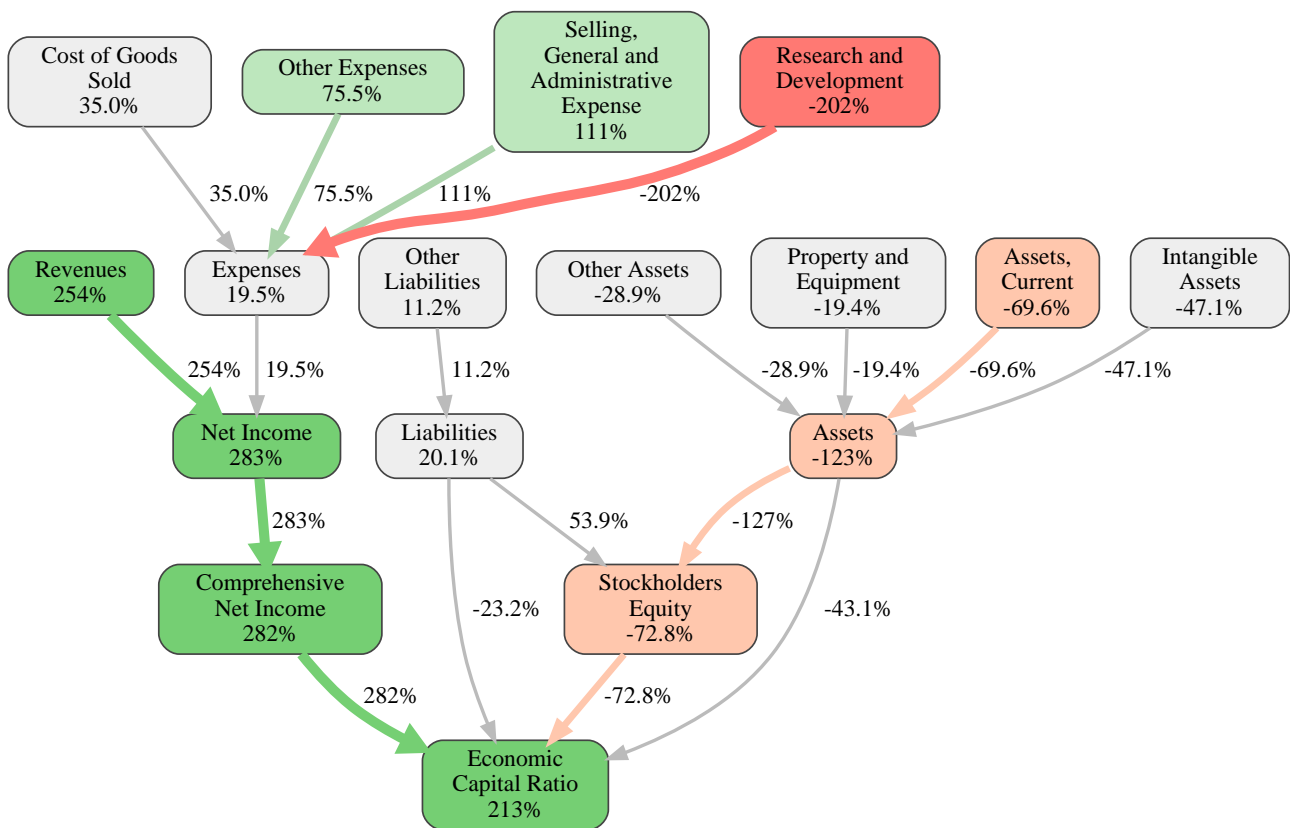 Cost of Goods
Sold
35.0%
Other Expenses
75.5%
Selling,
General and
Administrative
Expense
111%
Research and
Development
-202%
35.0%
75.5%
111%
-202%
Revenues
254%
Expenses
19.5%
Other
Liabilities
11.2%
Other Assets
-28.9%
Property and
Equipment
-19.4%
Assets,
Current
-69.6%
Intangible
Assets
-47.1%
254%
19.5%
11.2%
-28.9%
-19.4%
-69.6%
-47.1%
Net Income
283%
Liabilities
20.1%
Assets
-123%
283%
53.9%
-127%
Comprehensive
Net Income
282%
-23.2%
Stockholders
Equity
-72.8%
-43.1%
282%
-72.8%
Economic
Capital Ratio
213%